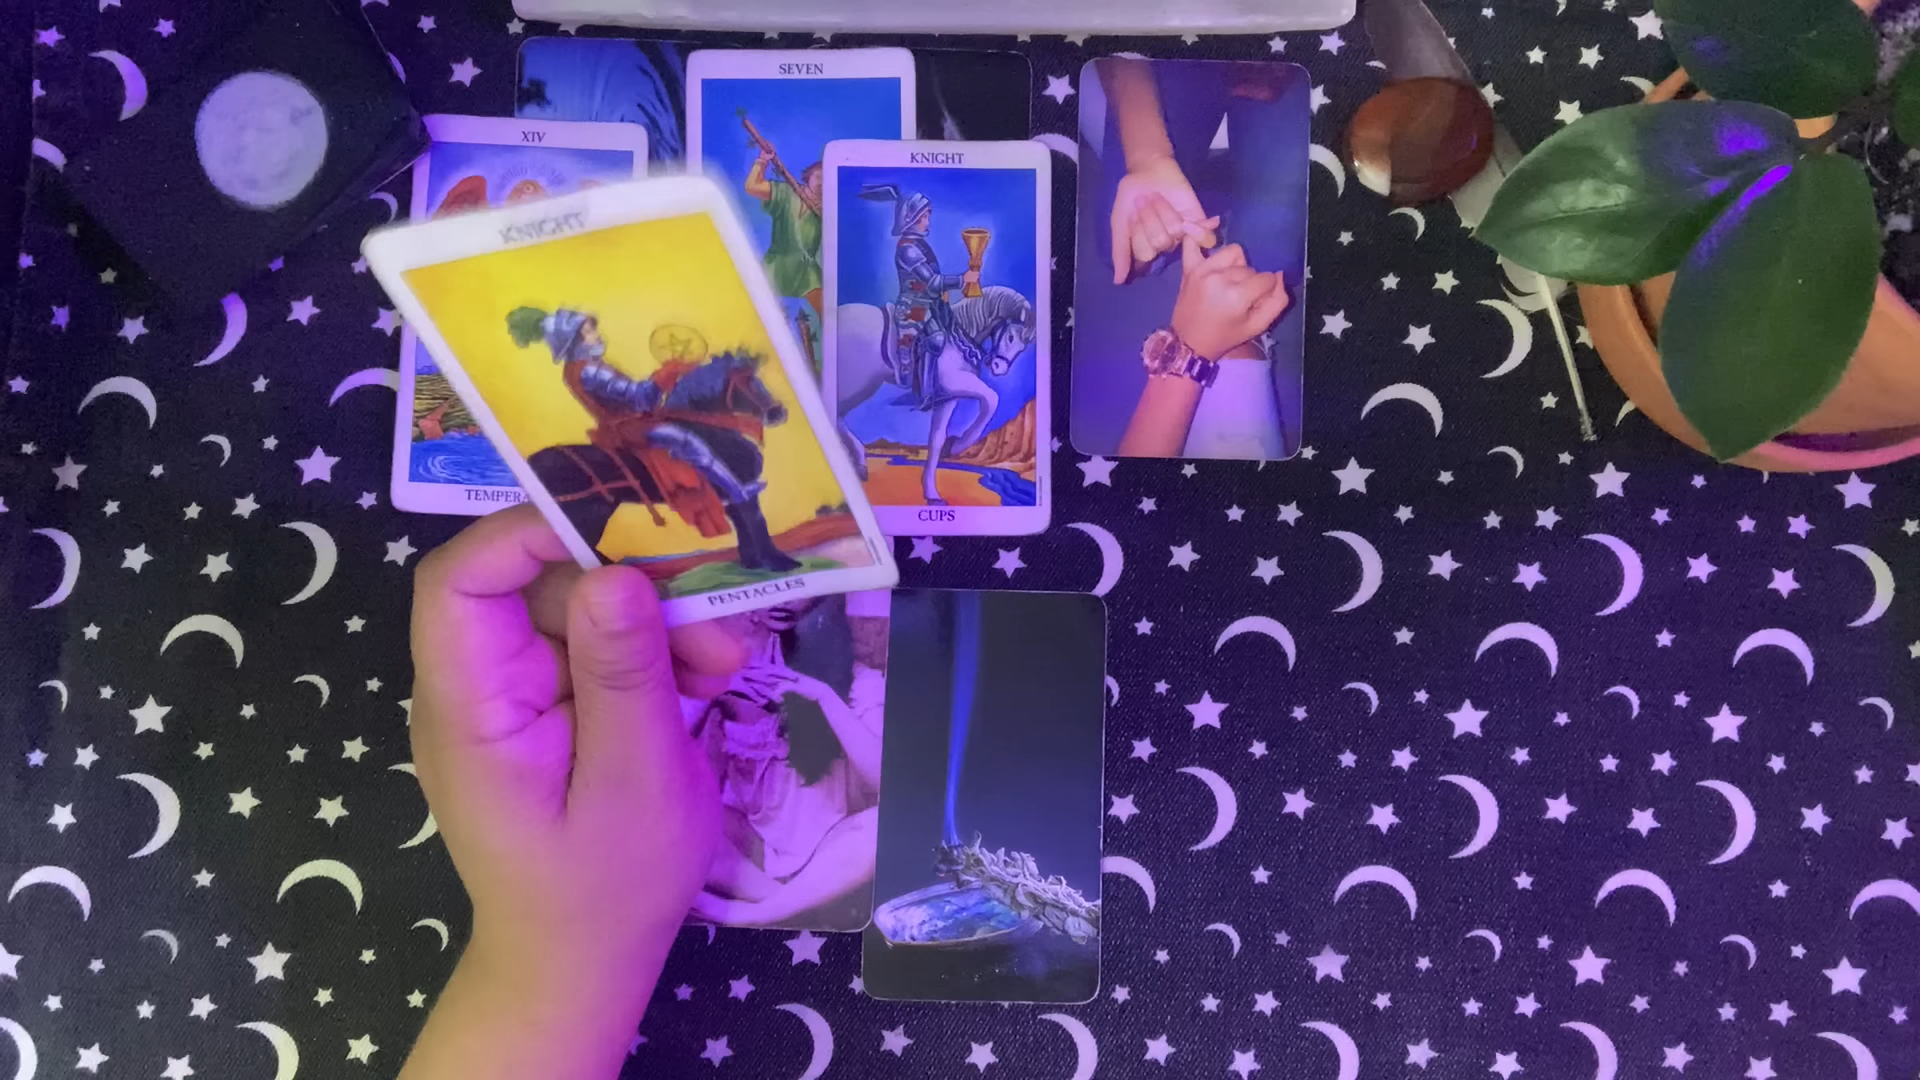 SEVEN
XIV
KNIGHT
KNIGHT
TEMPERA
CUPS
PENTACLES